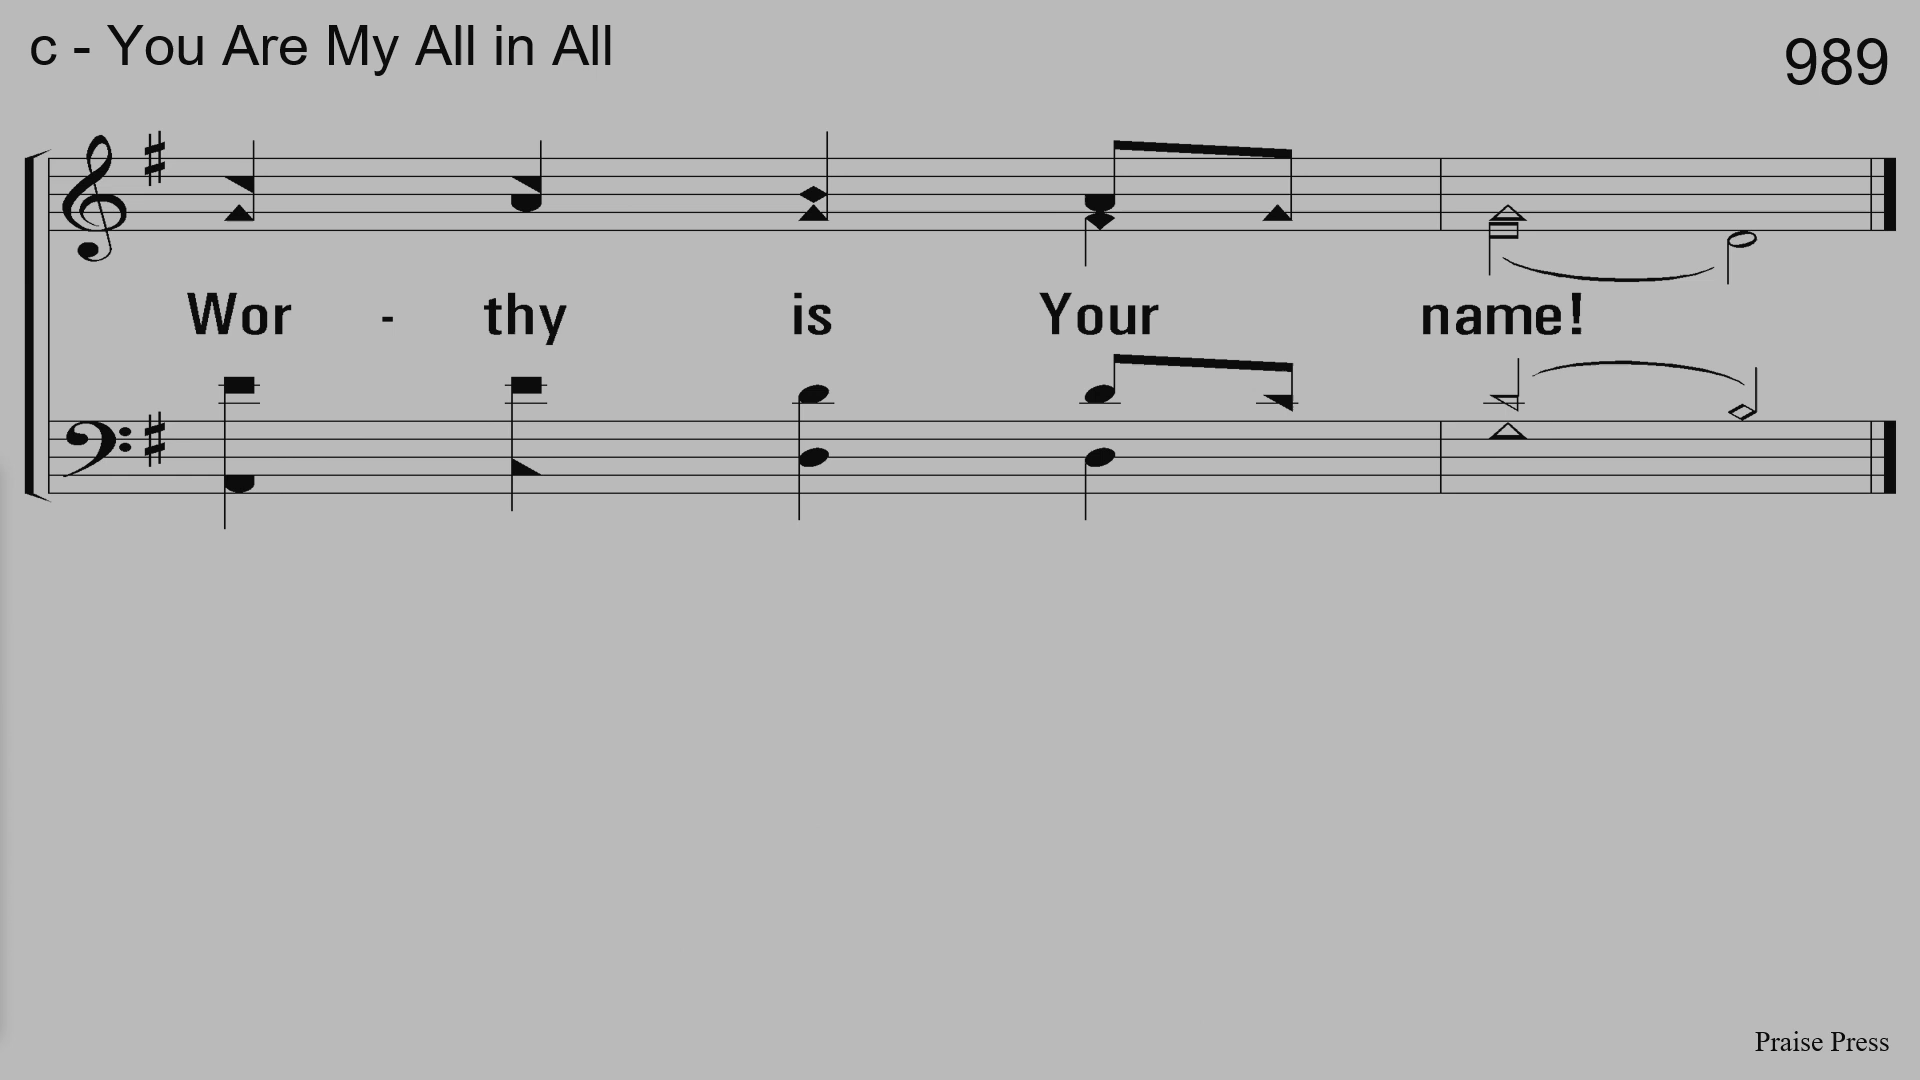 c - You Are My All in All
989
Wor - thy is Your name!
Praise Press